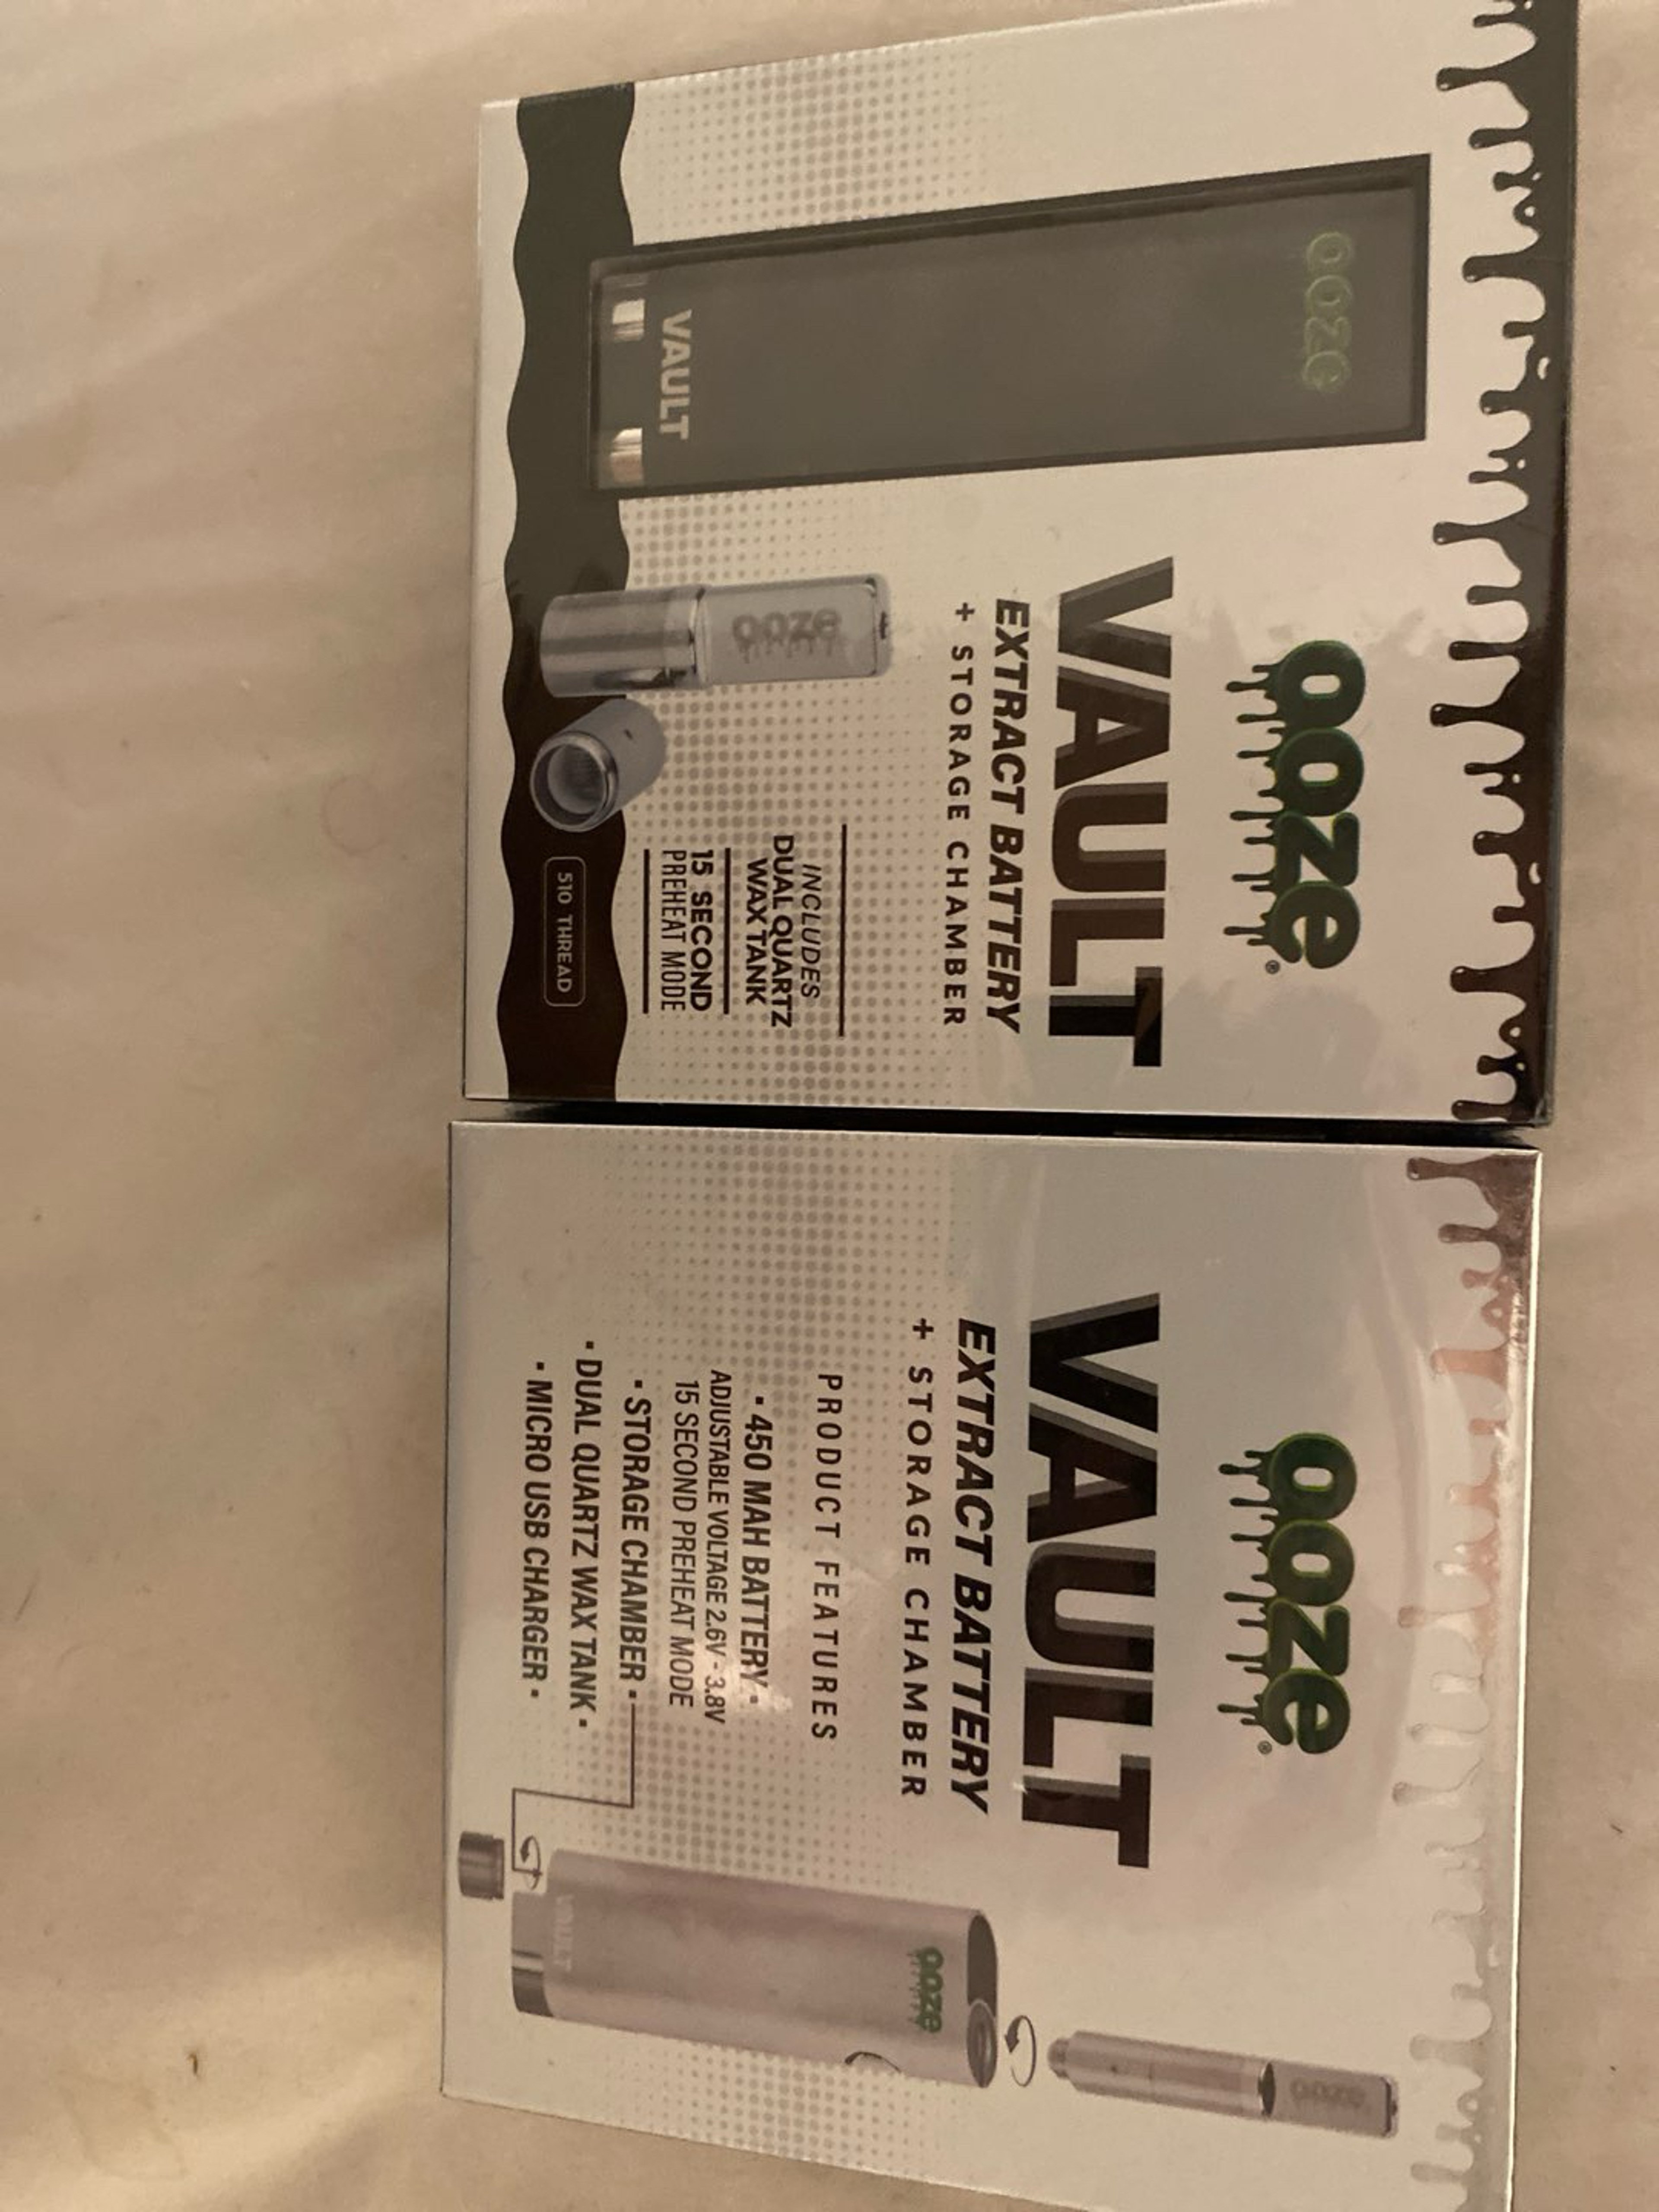 ooze
VAULT
ooze®
VAULT
EXTRACT BATTERY
+ STORAGE CHAMBER
ooze
INCLUDES
DUAL QUARTZ
WAX TANK
15 SECOND
PREHEAT MODE
510 THREAD
ooze®
VAULT
EXTRACT BATTERY
+ STORAGE CHAMBER
PRODUCT FEATURES
• 450 MAH BATTERY •
ADJUSTABLE VOLTAGE 2.6V - 3.8V
15 SECOND PREHEAT MODE
• STORAGE CHAMBER •
• DUAL QUARTZ WAX TANK •
• MICRO USB CHARGER •
ooze
VAULT
ooze